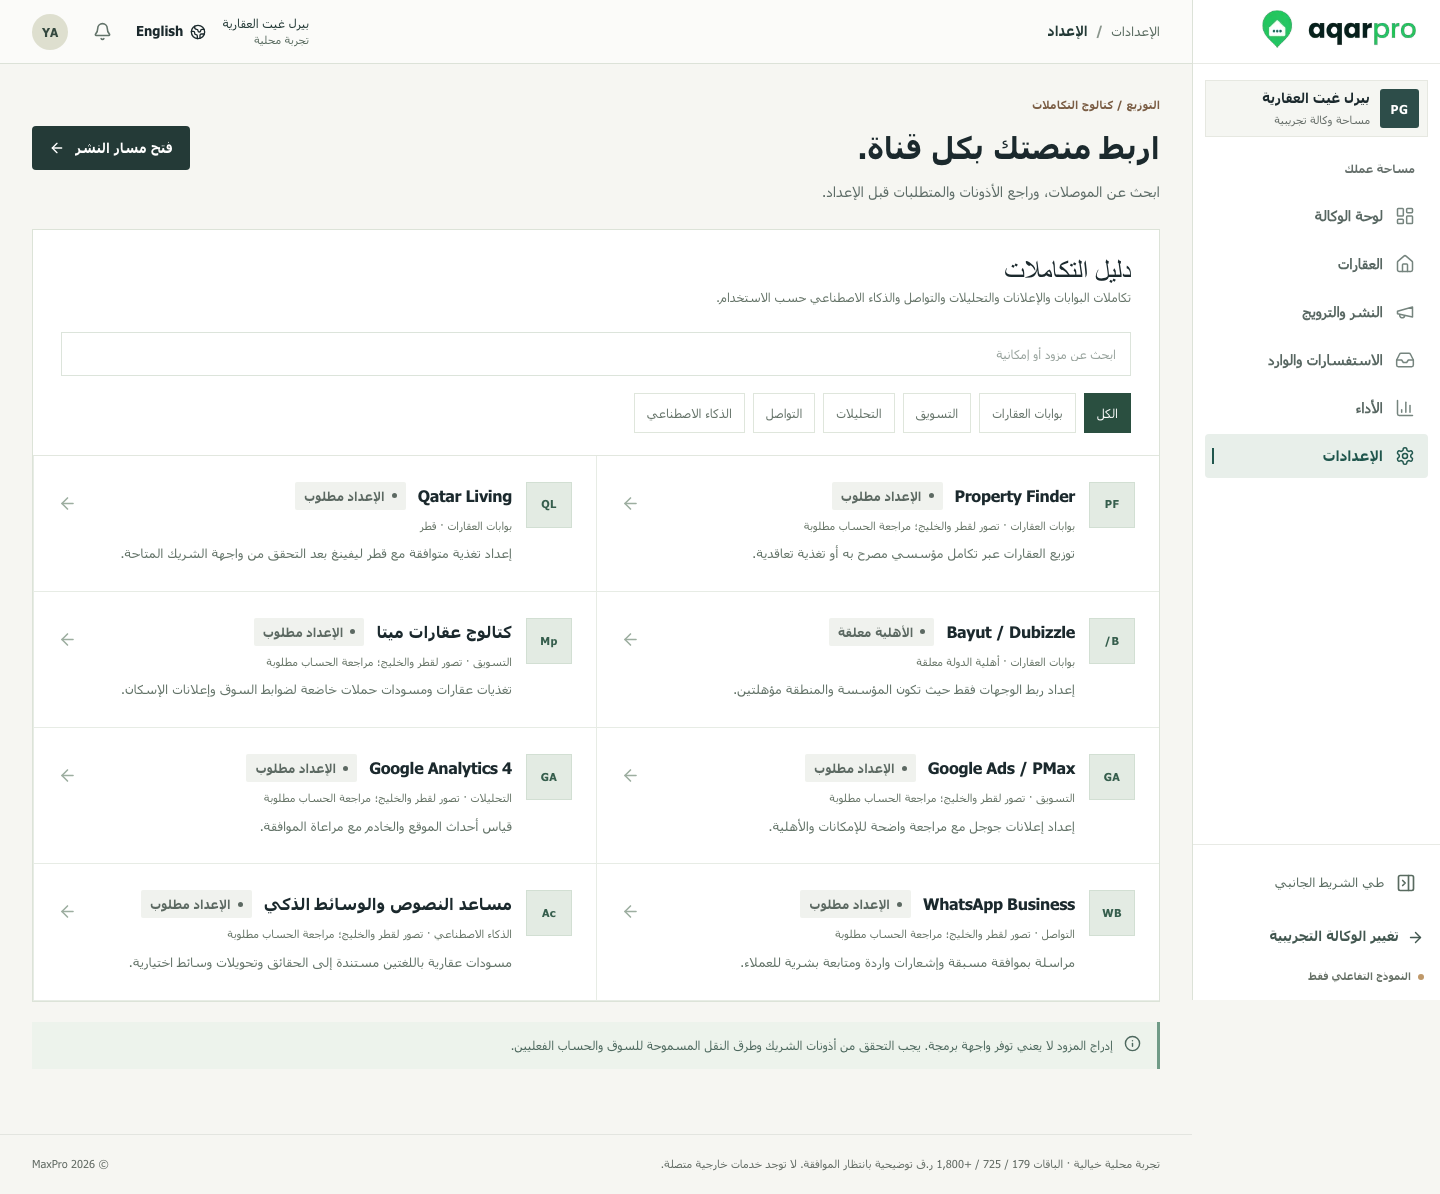 aqarpro
الإعدادات / الإعداد
بيرل غيت العقارية
تجربة محلية
English
YA
PG
بيرل غيت العقارية
مساحة وكالة تجريبية
مساحة عملك
لوحة الوكالة
العقارات
النشر والترويج
الاستفسارات والوارد
الأداء
الإعدادات
طي الشريط الجانبي
تغيير الوكالة التجريبية
النموذج التفاعلي فقط
التوزيع / كتالوج التكاملات
اربط منصتك بكل قناة.
ابحث عن الموصلات، وراجع الأذونات والمتطلبات قبل الإعداد.
فتح مسار النشر
دليل التكاملات
تكاملات البوابات والإعلانات والتحليلات والتواصل والذكاء الاصطناعي حسب الاستخدام.
ابحث عن مزود أو إمكانية
الكل
بوابات العقارات
التسويق
التحليلات
التواصل
الذكاء الاصطناعي
PF
Property Finder
الإعداد مطلوب
بوابات العقارات · تصور لقطر والخليج؛ مراجعة الحساب مطلوبة
توزيع العقارات عبر تكامل مؤسسي مصرح به أو تغذية تعاقدية.
QL
Qatar Living
الإعداد مطلوب
بوابات العقارات · قطر
إعداد تغذية متوافقة مع قطر ليفينغ بعد التحقق من واجهة الشريك المتاحة.
B/
Bayut / Dubizzle
الأهلية معلقة
بوابات العقارات · أهلية الدولة معلقة
إعداد ربط الوجهات فقط حيث تكون المؤسسة والمنطقة مؤهلتين.
Mp
كتالوج عقارات ميتا
الإعداد مطلوب
التسويق · تصور لقطر والخليج؛ مراجعة الحساب مطلوبة
تغذيات عقارات ومسودات حملات خاضعة لضوابط السوق وإعلانات الإسكان.
GA
Google Ads / PMax
الإعداد مطلوب
التسويق · تصور لقطر والخليج؛ مراجعة الحساب مطلوبة
إعداد إعلانات جوجل مع مراجعة واضحة للإمكانات والأهلية.
GA
Google Analytics 4
الإعداد مطلوب
التحليلات · تصور لقطر والخليج؛ مراجعة الحساب مطلوبة
قياس أحداث الموقع والخادم مع مراعاة الموافقة.
WB
WhatsApp Business
الإعداد مطلوب
التواصل · تصور لقطر والخليج؛ مراجعة الحساب مطلوبة
مراسلة بموافقة مسبقة وإشعارات واردة ومتابعة بشرية للعملاء.
Ac
مساعد النصوص والوسائط الذكي
الإعداد مطلوب
الذكاء الاصطناعي · تصور لقطر والخليج؛ مراجعة الحساب مطلوبة
مسودات عقارية باللغتين مستندة إلى الحقائق وتحويلات وسائط اختيارية.
إدراج المزود لا يعني توفر واجهة برمجة. يجب التحقق من أذونات الشريك وطرق النقل المسموحة للسوق والحساب الفعليين.
تجربة محلية خيالية · الباقات 179 / 725 / +1,800 ر.ق توضيحية بانتظار الموافقة. لا توجد خدمات خارجية متصلة.
© 2026 MaxPro